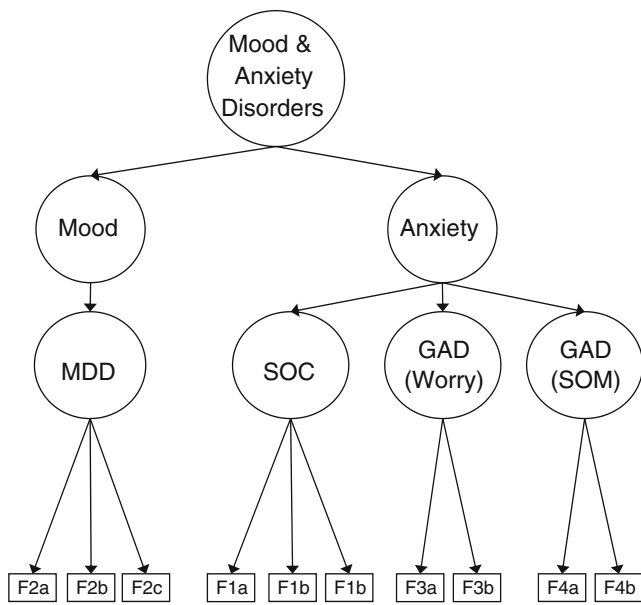 Mood &
Anxiety
Disorders
Mood
Anxiety
MDD
SOC
GAD
(Worry)
GAD
(SOM)
F2a
F2b
F2c
F1a
F1b
F1b
F3a
F3b
F4a
F4b